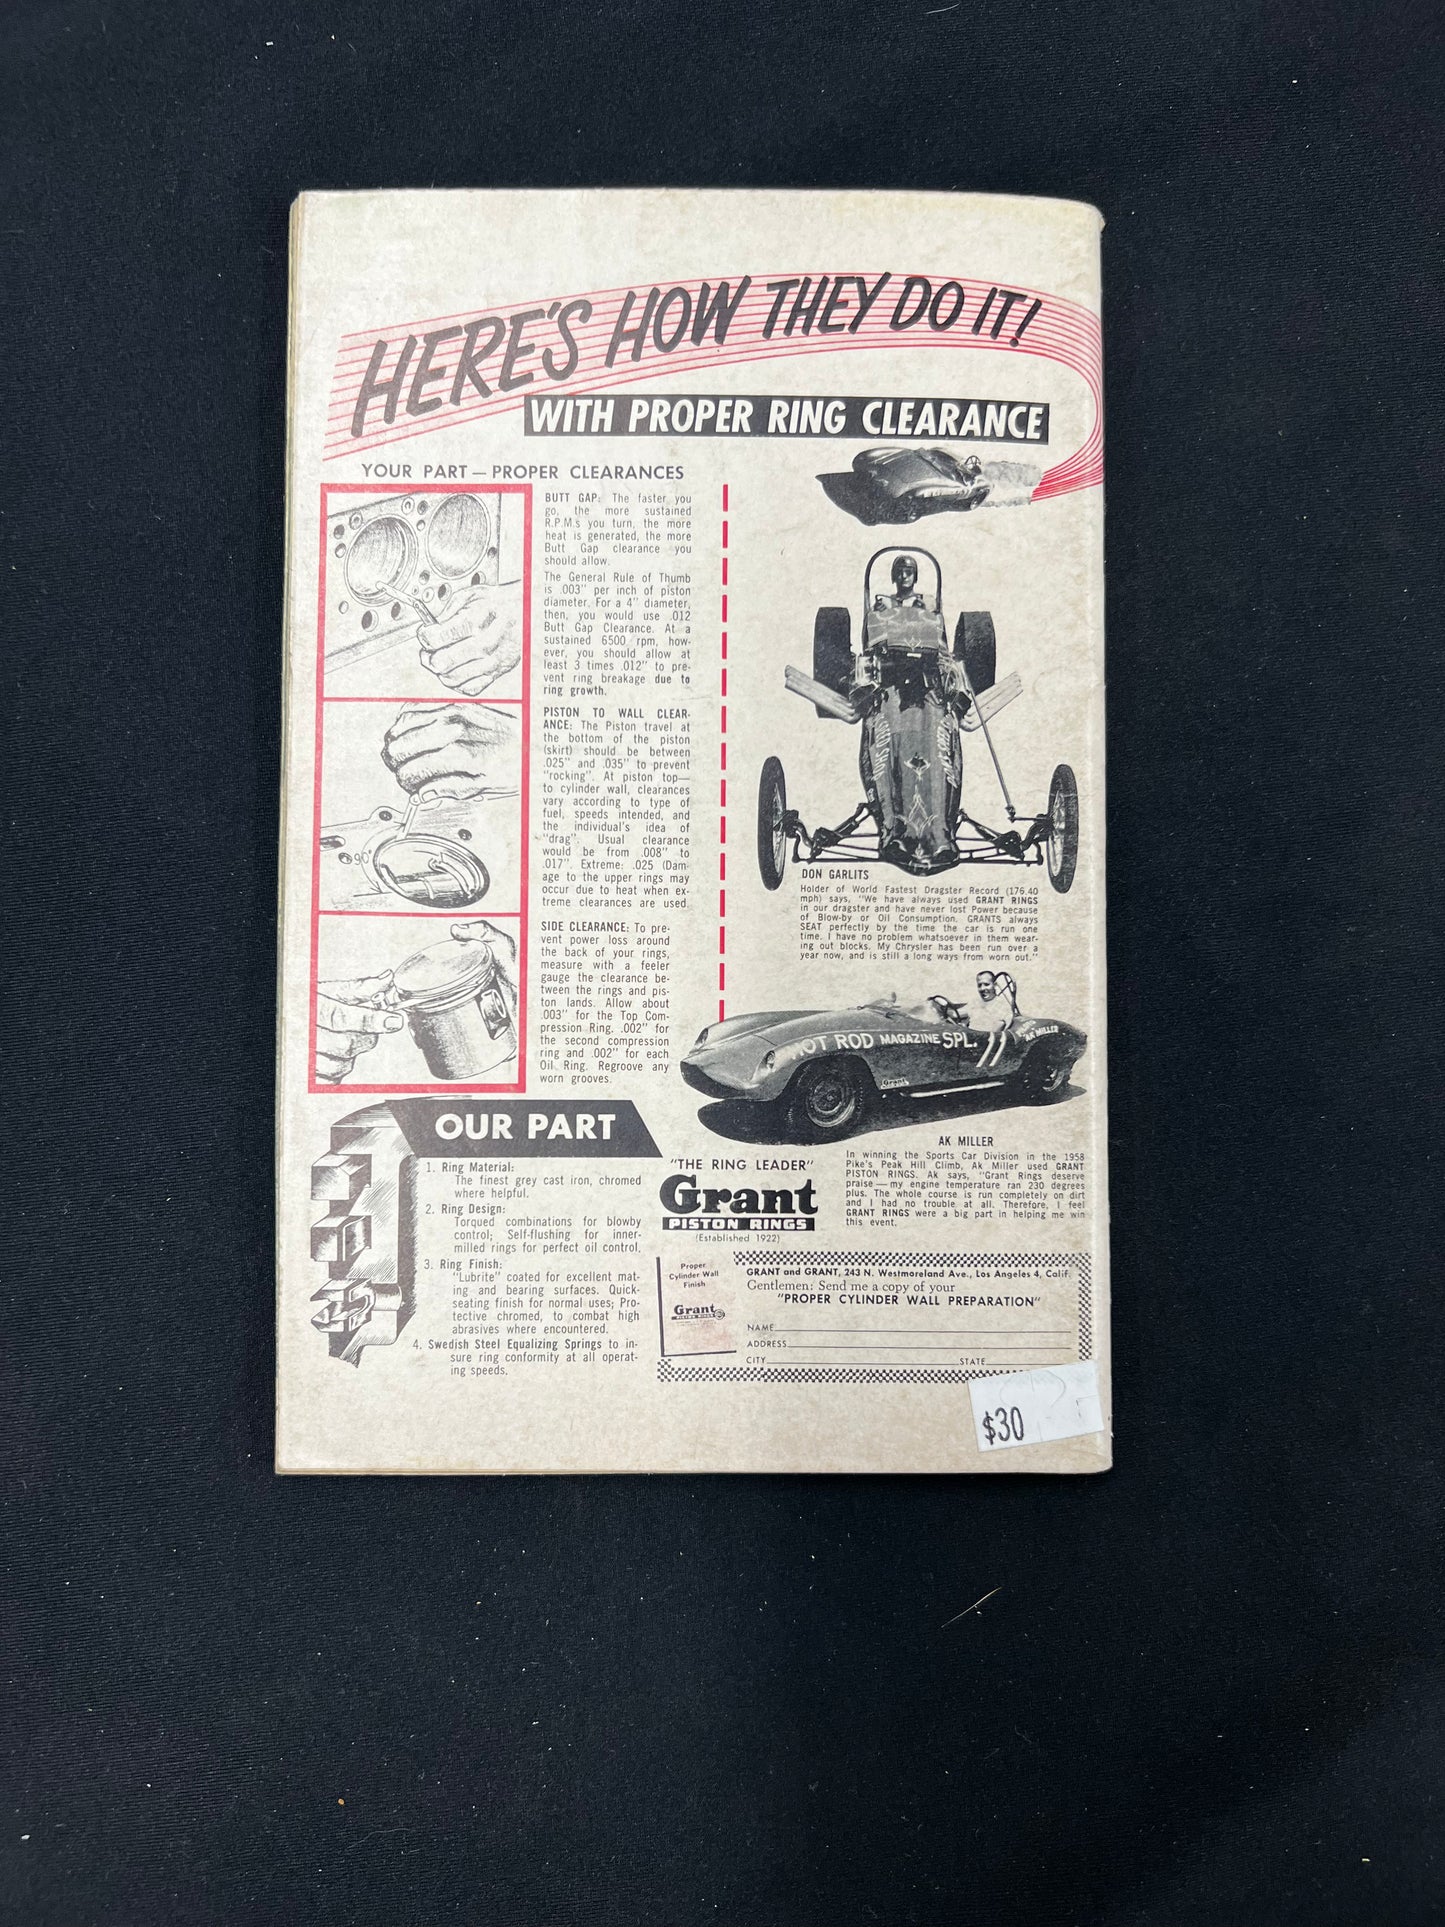 HERE'S HOW THEY DO IT!
WITH PROPER RING CLEARANCE
YOUR PART — PROPER CLEARANCES
BUTT GAP: The faster you
go, the more sustained
R.P.M.s you turn, the more
heat is generated, the more
Butt Gap clearance you
should allow.
The General Rule of Thumb
is .003" per inch of piston
diameter. For a 4" diameter,
then, you would use .012
Butt Gap Clearance. At a
sustained 6500 rpm, how-
ever, you should allow at
least 3 times .012" to pre-
vent ring breakage due to
ring growth.
PISTON TO WALL CLEAR-
ANCE: The Piston travel at
the bottom of the piston
(skirt) should be between
.025" and .035" to prevent
"rocking". At piston top—
to cylinder wall, clearances
vary according to type of
fuel, speeds intended, and
the individual's idea of
"drag". Usual clearance
would be from .008" to
.017". Extreme: .025 (Dam-
age to the upper rings may
occur due to heat when ex-
treme clearances are used.
90°
SIDE CLEARANCE: To pre-
vent power loss around
the back of your rings,
measure with a feeler
gauge the clearance be-
tween the rings and pis-
ton lands. Allow about
.003" for the Top Com-
pression Ring. .002" for
the second compression
ring and .002" for each
Oil Ring. Regroove any
worn grooves.
DON GARLITS
Holder of World Fastest Dragster Record (176.40
mph) says, "We have always used GRANT RINGS
in our dragster and have never lost Power because
of Blow-by or Oil Consumption. GRANTS always
SEAT perfectly by the time the car is run one
time. I have no problem whatsoever in them wear-
ing out blocks. My Chrysler has been run over a
year now, and is still a long ways from worn out."
HOT ROD MAGAZINE SPL.
AK MILLER
Grant
AK MILLER
In winning the Sports Car Division in the 1958
Pike's Peak Hill Climb, Ak Miller used GRANT
PISTON RINGS. Ak says, "Grant Rings deserve
praise — my engine temperature ran 230 degrees
plus. The whole course is run completely on dirt
and I had no trouble at all. Therefore, I feel
GRANT RINGS were a big part in helping me win
this event.
OUR PART
1. Ring Material:
The finest grey cast iron, chromed
where helpful.
2. Ring Design:
Torqued combinations for blowby
control; Self-flushing for inner-
milled rings for perfect oil control.
3. Ring Finish:
"Lubrite" coated for excellent mat-
ing and bearing surfaces. Quick-
seating finish for normal uses; Pro-
tective chromed, to combat high
abrasives where encountered.
4. Swedish Steel Equalizing Springs to in-
sure ring conformity at all operat-
ing speeds.
"THE RING LEADER"
Grant
PISTON RINGS
(Established 1922)
Proper
Cylinder Wall
Finish
Grant
PISTON RINGS
GRANT and GRANT, 243 N. Westmoreland Ave., Los Angeles 4, Calif.
Gentlemen: Send me a copy of your
"PROPER CYLINDER WALL PREPARATION"
NAME
ADDRESS
CITY STATE
$30